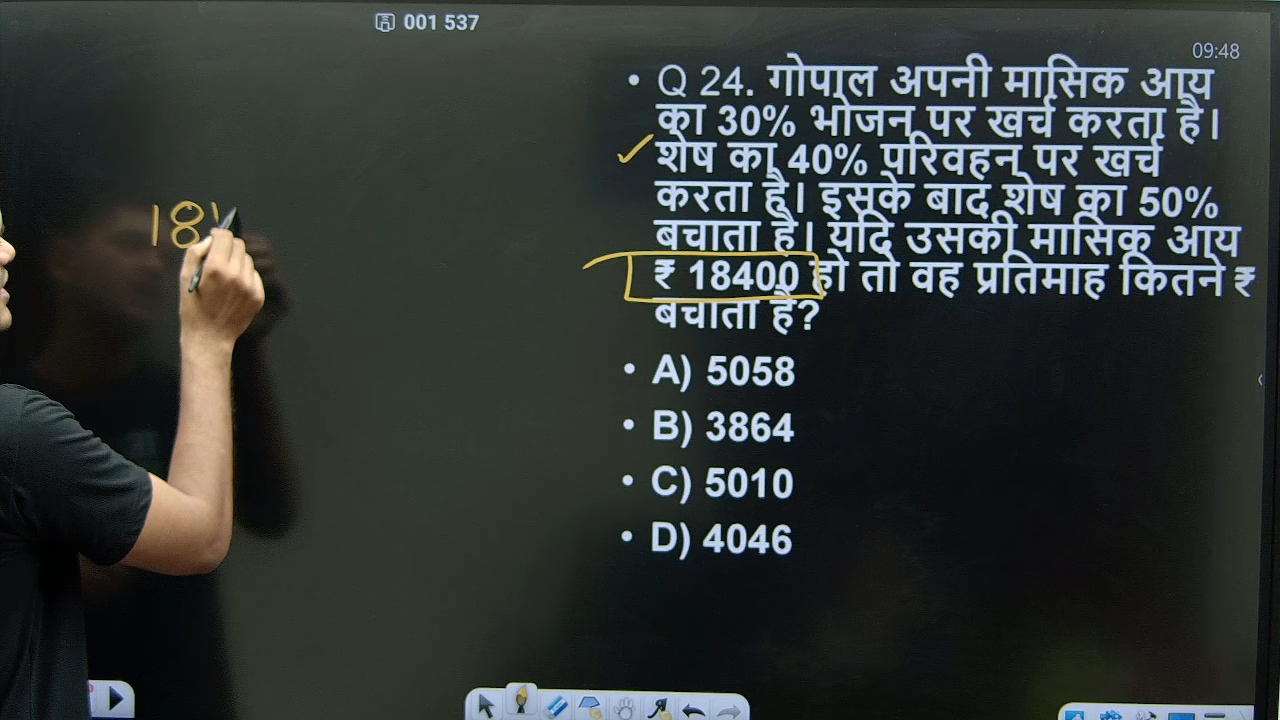 001 537
09:48
• Q 24. गोपाल अपनी मासिक आय
का 30% भोजन पर खर्च करता है।
शेष का 40% परिवहन पर खर्च
करता है। इसके बाद शेष का 50%
बचाता है। यदि उसकी मासिक आय
₹ 18400 हो तो वह प्रतिमाह कितने ₹
बचाता है?
• A) 5058
• B) 3864
• C) 5010
• D) 4046
18